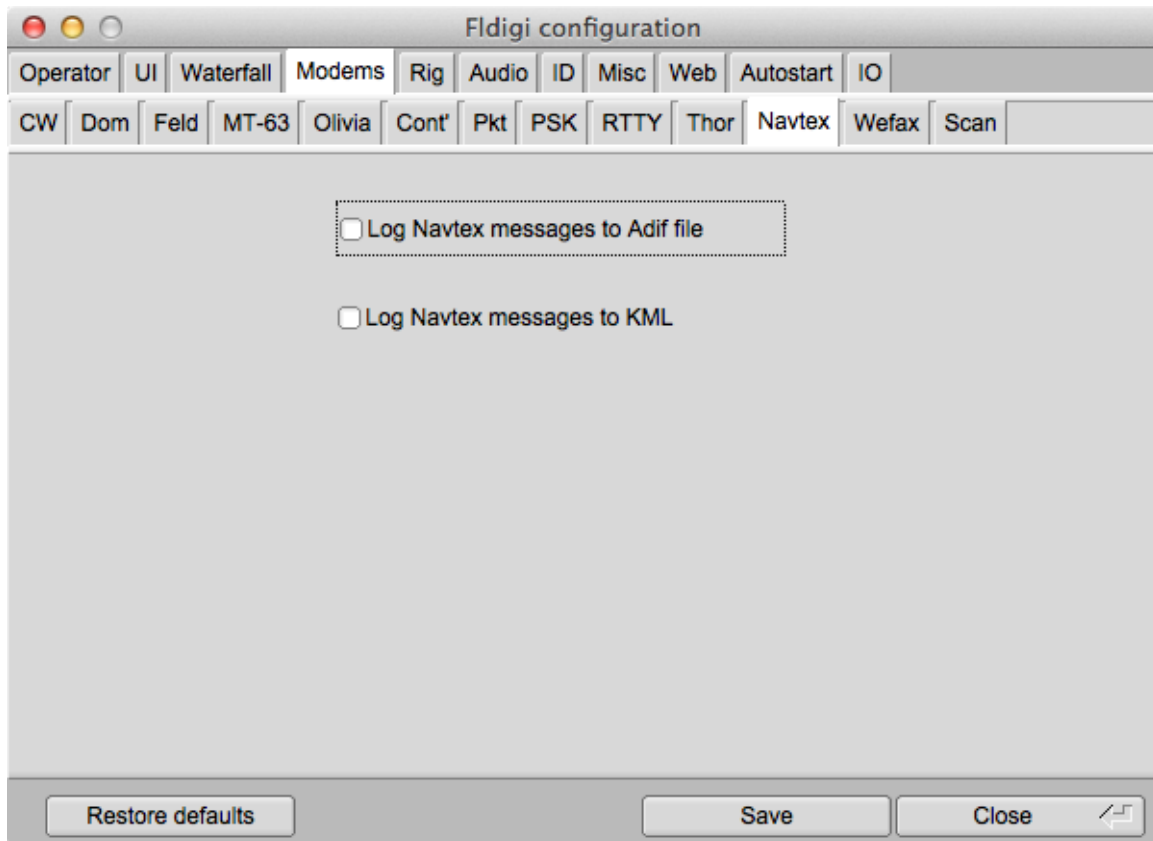 Fldigi configuration
Operator UI Waterfall Modems Rig Audio ID Misc Web Autostart IO
CW Dom Feld MT-63 Olivia Cont' Pkt PSK RTTY Thor Navtex Wefax Scan
Log Navtex messages to Adif file
Log Navtex messages to KML
Restore defaults Save Close